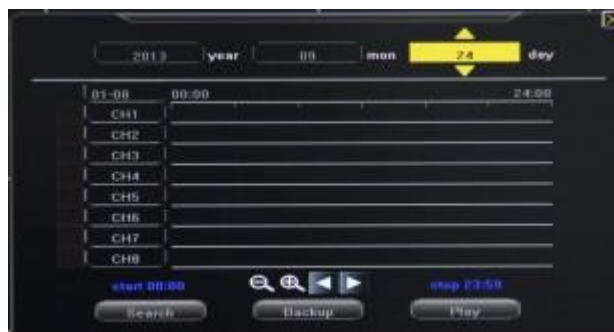 2013 year 09 mon 24 day
01-08 00:00 24:00
CH1
CH2
CH3
CH4
CH5
CH6
CH7
CH8
start 00:00 stop 23:59
Search Backup Play